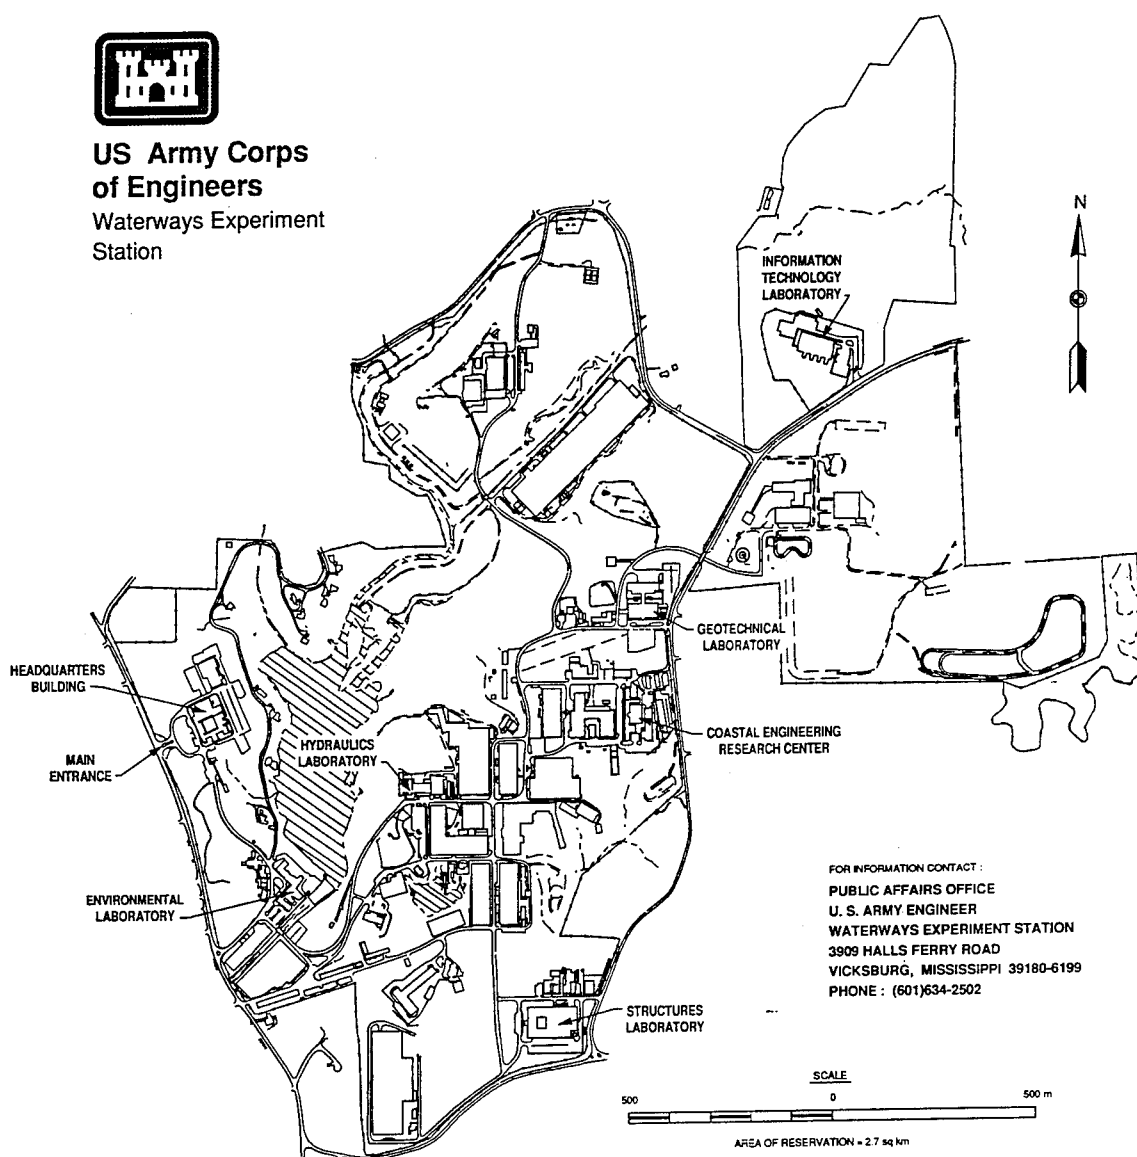 US Army Corps
of Engineers
Waterways Experiment
Station
N
INFORMATION
TECHNOLOGY
LABORATORY
GEOTECHNICAL
LABORATORY
HEADQUARTERS
BUILDING
MAIN
ENTRANCE
HYDRAULICS
LABORATORY
COASTAL ENGINEERING
RESEARCH CENTER
ENVIRONMENTAL
LABORATORY
STRUCTURES
LABORATORY
FOR INFORMATION CONTACT :
PUBLIC AFFAIRS OFFICE
U. S. ARMY ENGINEER
WATERWAYS EXPERIMENT STATION
3909 HALLS FERRY ROAD
VICKSBURG, MISSISSIPPI 39180-6199
PHONE : (601)634-2502
SCALE
500 0 500 m
AREA OF RESERVATION = 2.7 sq km